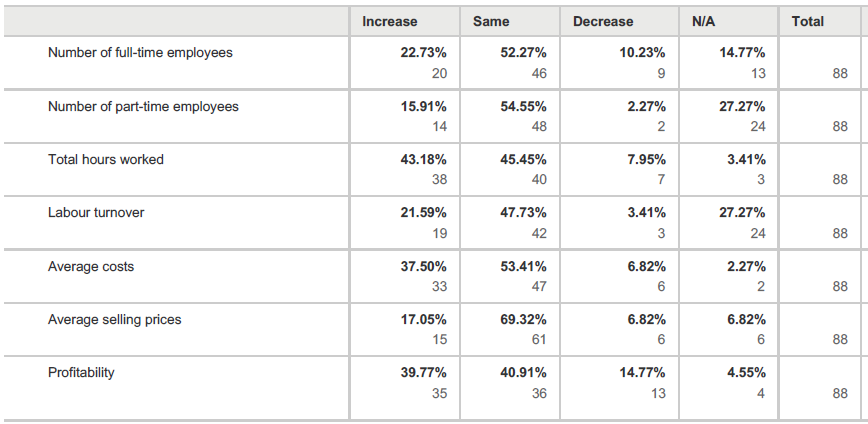 Increase Same Decrease N/A Total
Number of full-time employees 22.73% 52.27% 10.23% 14.77%
20 46 9 13 88
Number of part-time employees 15.91% 54.55% 2.27% 27.27%
14 48 2 24 88
Total hours worked 43.18% 45.45% 7.95% 3.41%
38 40 7 3 88
Labour turnover 21.59% 47.73% 3.41% 27.27%
19 42 3 24 88
Average costs 37.50% 53.41% 6.82% 2.27%
33 47 6 2 88
Average selling prices 17.05% 69.32% 6.82% 6.82%
15 61 6 6 88
Profitability 39.77% 40.91% 14.77% 4.55%
35 36 13 4 88